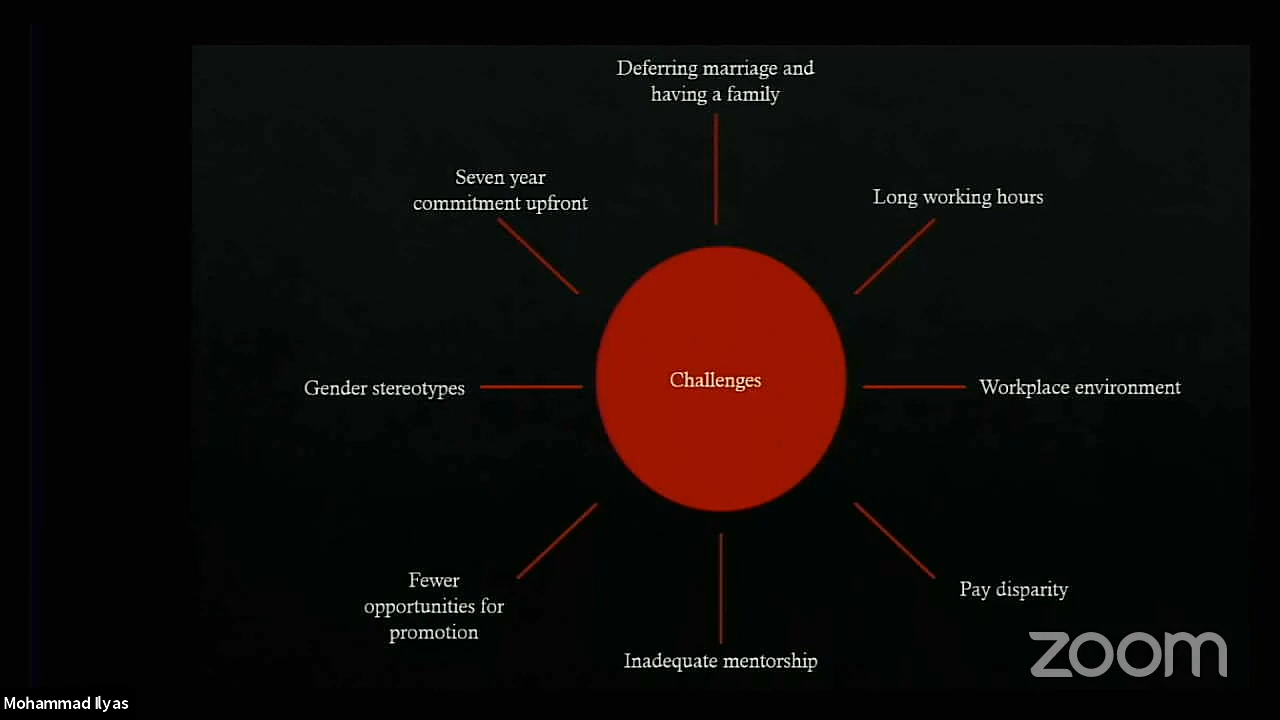 Deferring marriage and
having a family
Seven year
commitment upfront
Long working hours
Gender stereotypes
Challenges
Workplace environment
Fewer
opportunities for
promotion
Pay disparity
Inadequate mentorship
zoom
Mohammad Ilyas